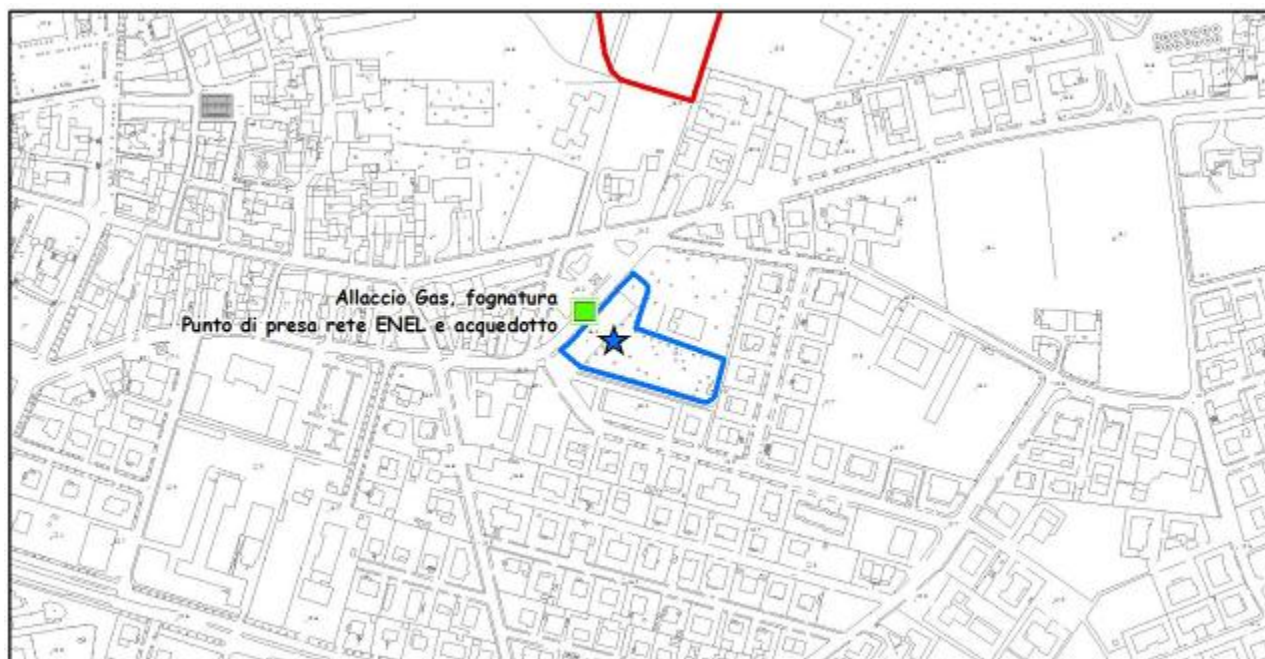 Allaccio Gas, fognatura
Punto di presa rete ENEL e acquedotto